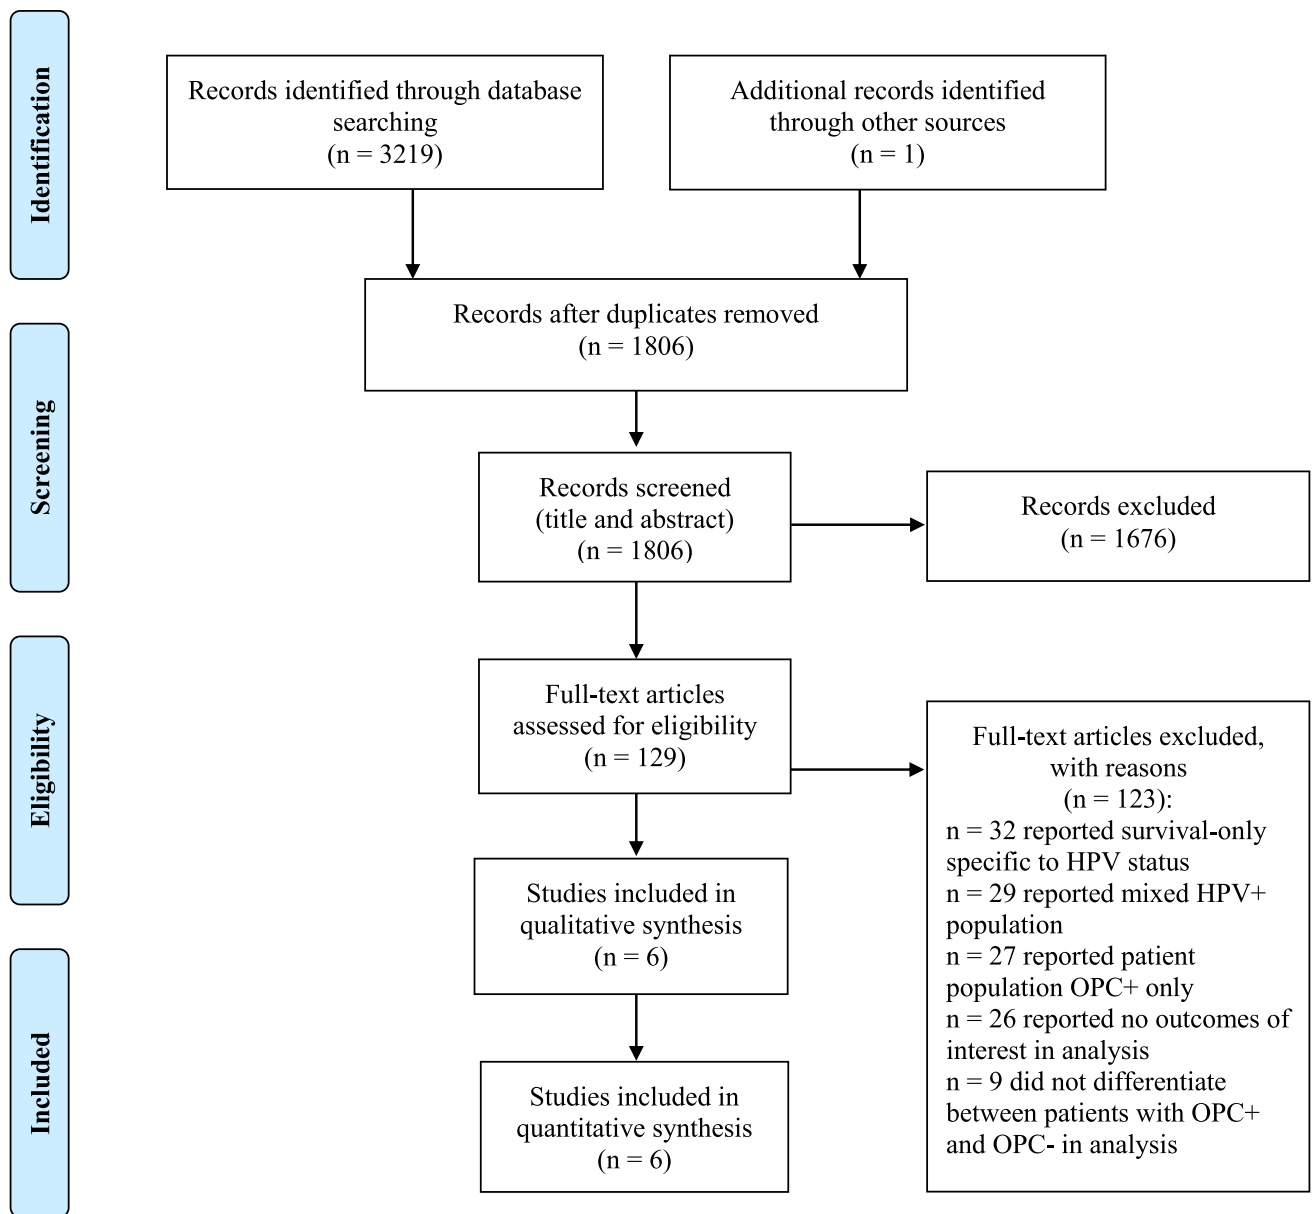 Identification
Records identified through database
searching
(n = 3219)
Additional records identified
through other sources
(n = 1)
Records after duplicates removed
(n = 1806)
Screening
Records screened
(title and abstract)
(n = 1806)
Records excluded
(n = 1676)
Eligibility
Full-text articles
assessed for eligibility
(n = 129)
Full-text articles excluded,
with reasons
(n = 123):
n = 32 reported survival-only
specific to HPV status
n = 29 reported mixed HPV+
population
n = 27 reported patient
population OPC+ only
n = 26 reported no outcomes of
interest in analysis
n = 9 did not differentiate
between patients with OPC+
and OPC- in analysis
Studies included in
qualitative synthesis
(n = 6)
Included
Studies included in
quantitative synthesis
(n = 6)